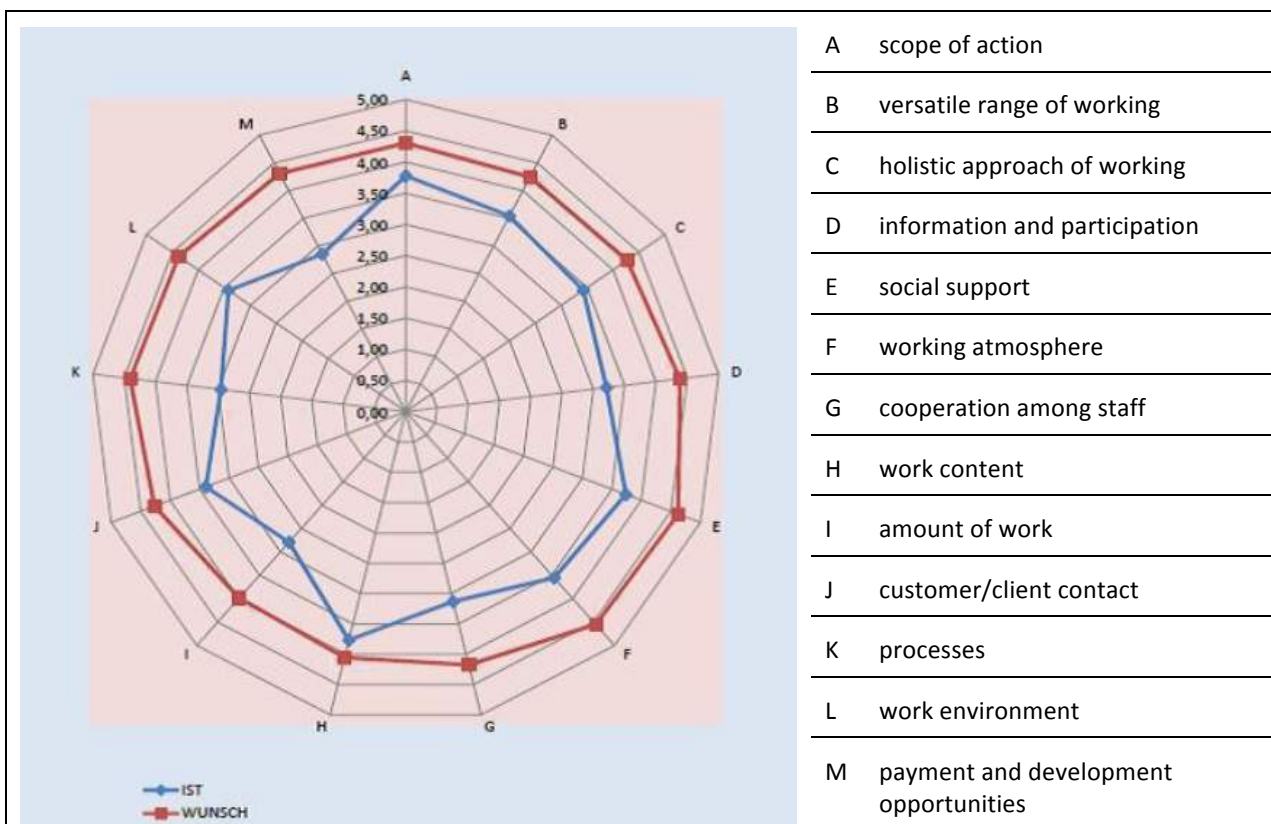 A
5,00
4,50
4,00
3,50
3,00
2,50
2,00
1,50
1,00
0,50
0,00
B
C
D
E
F
G
H
I
J
K
L
M
IST
WUNSCH
A scope of action
B versatile range of working
C holistic approach of working
D information and participation
E social support
F working atmosphere
G cooperation among staff
H work content
I amount of work
J customer/client contact
K processes
L work environment
M payment and development
opportunities